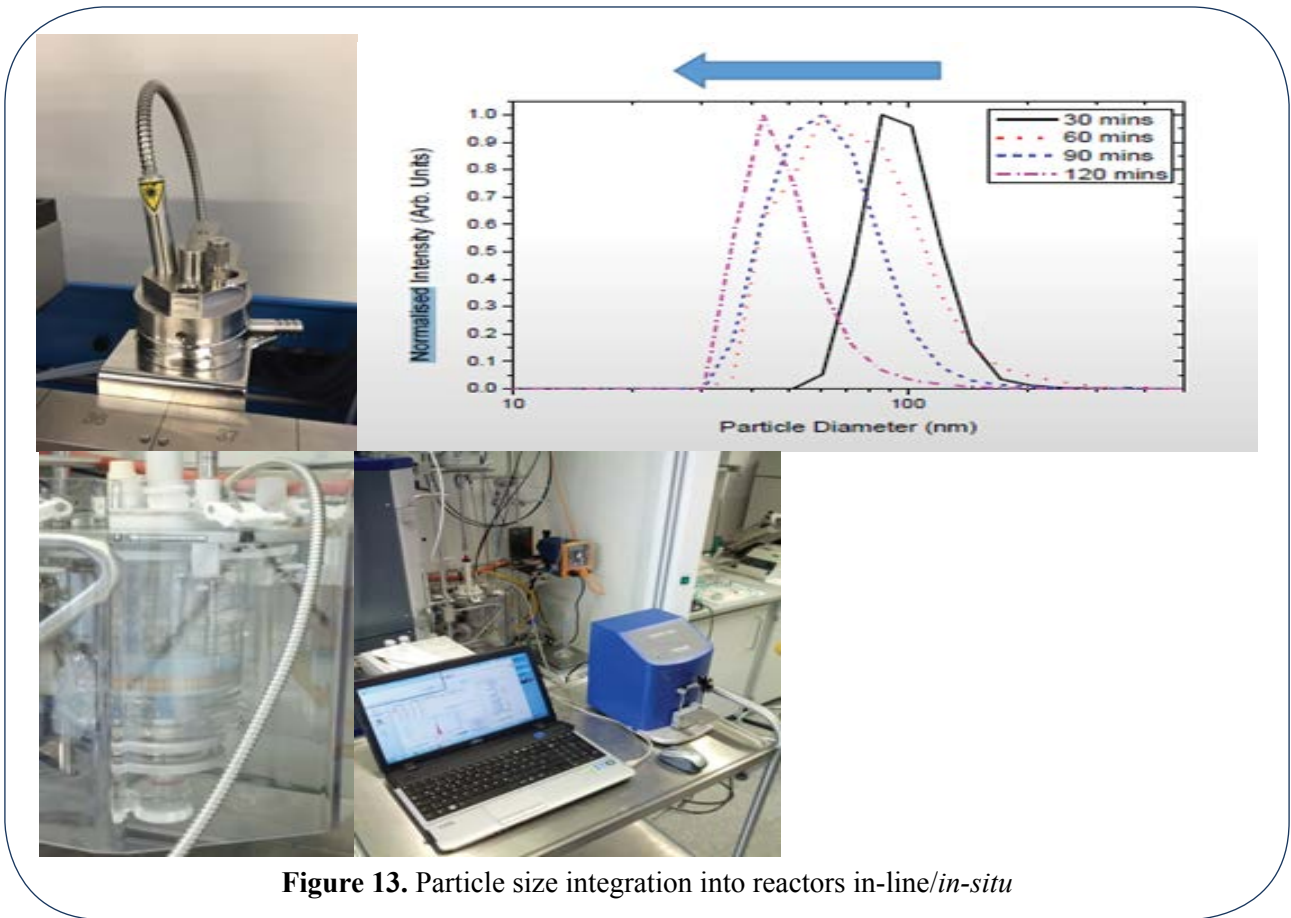 1.0
0.9
0.8
0.7
0.6
0.5
0.4
0.3
0.2
0.1
0.0
Normalised Intensity (Arb. Units)
30 mins
60 mins
90 mins
120 mins
10
100
Particle Diameter (nm)
36
37
Figure 13. Particle size integration into reactors in-line/in-situ